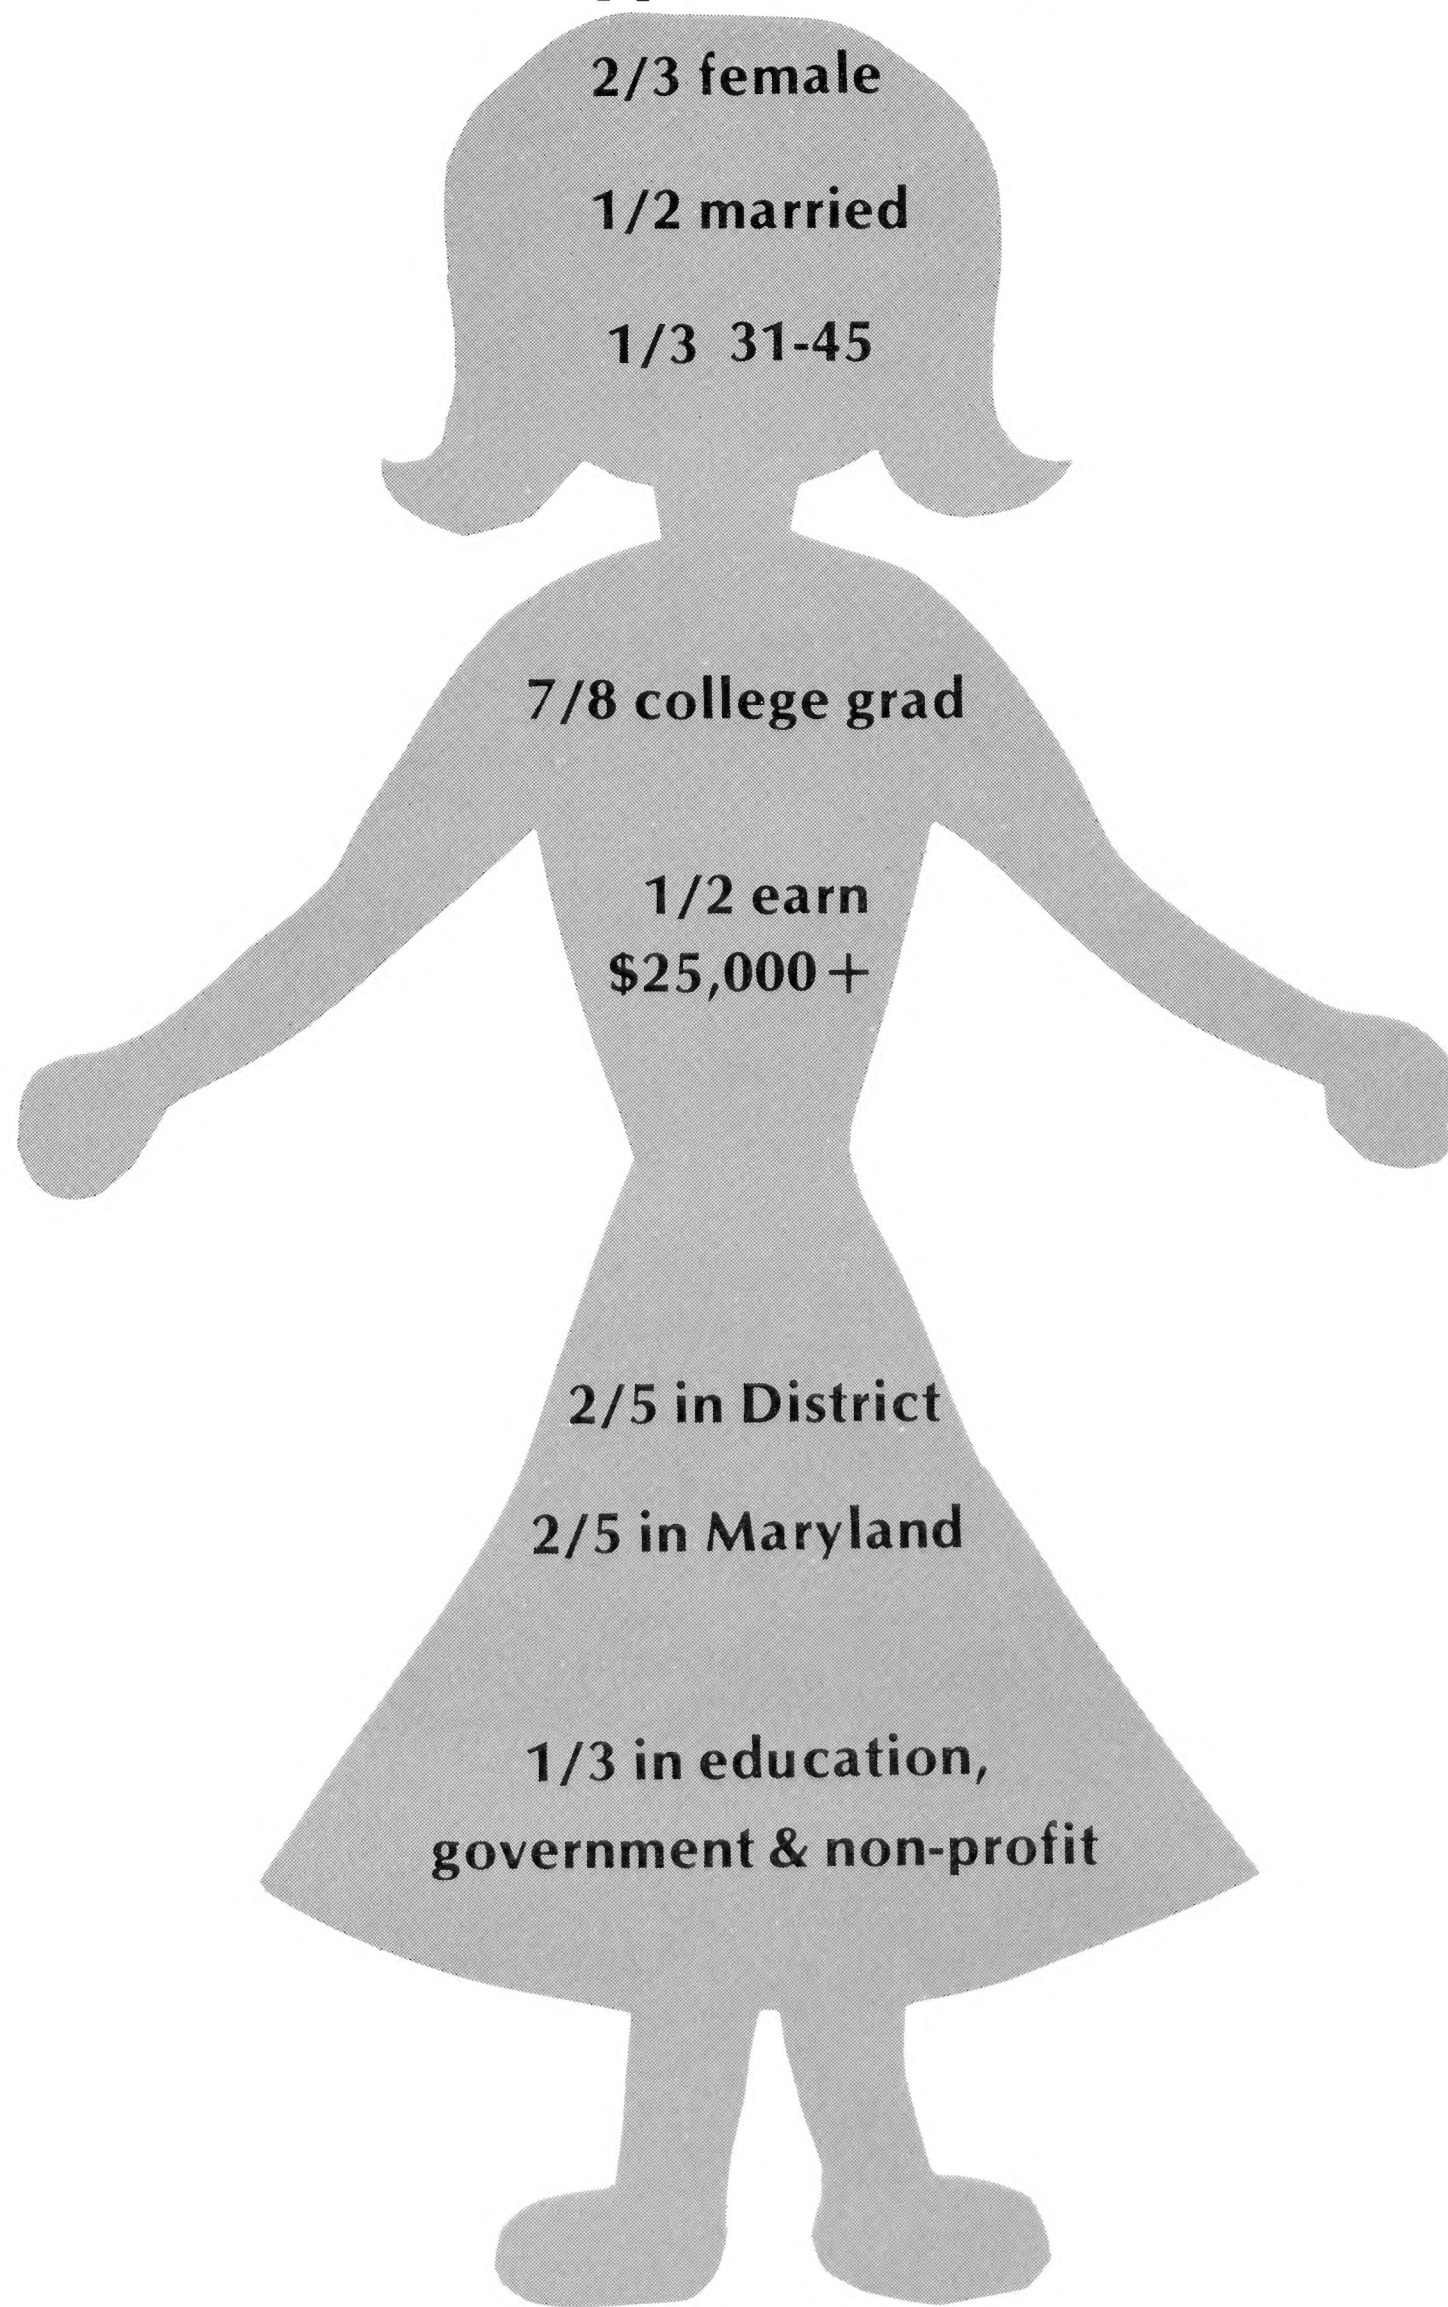 2/3 female
1/2 married
1/3 31-45
7/8 college grad
1/2 earn
$25,000+
2/5 in District
2/5 in Maryland
1/3 in education,
government & non-profit